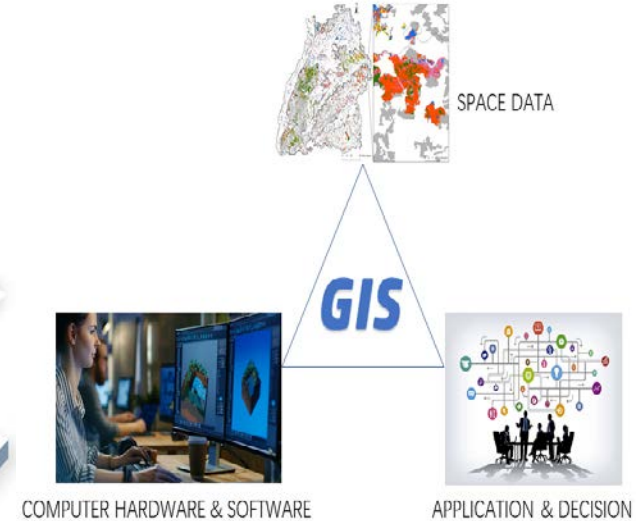 SPACE DATA
GIS
COMPUTER HARDWARE & SOFTWARE
APPLICATION & DECISION